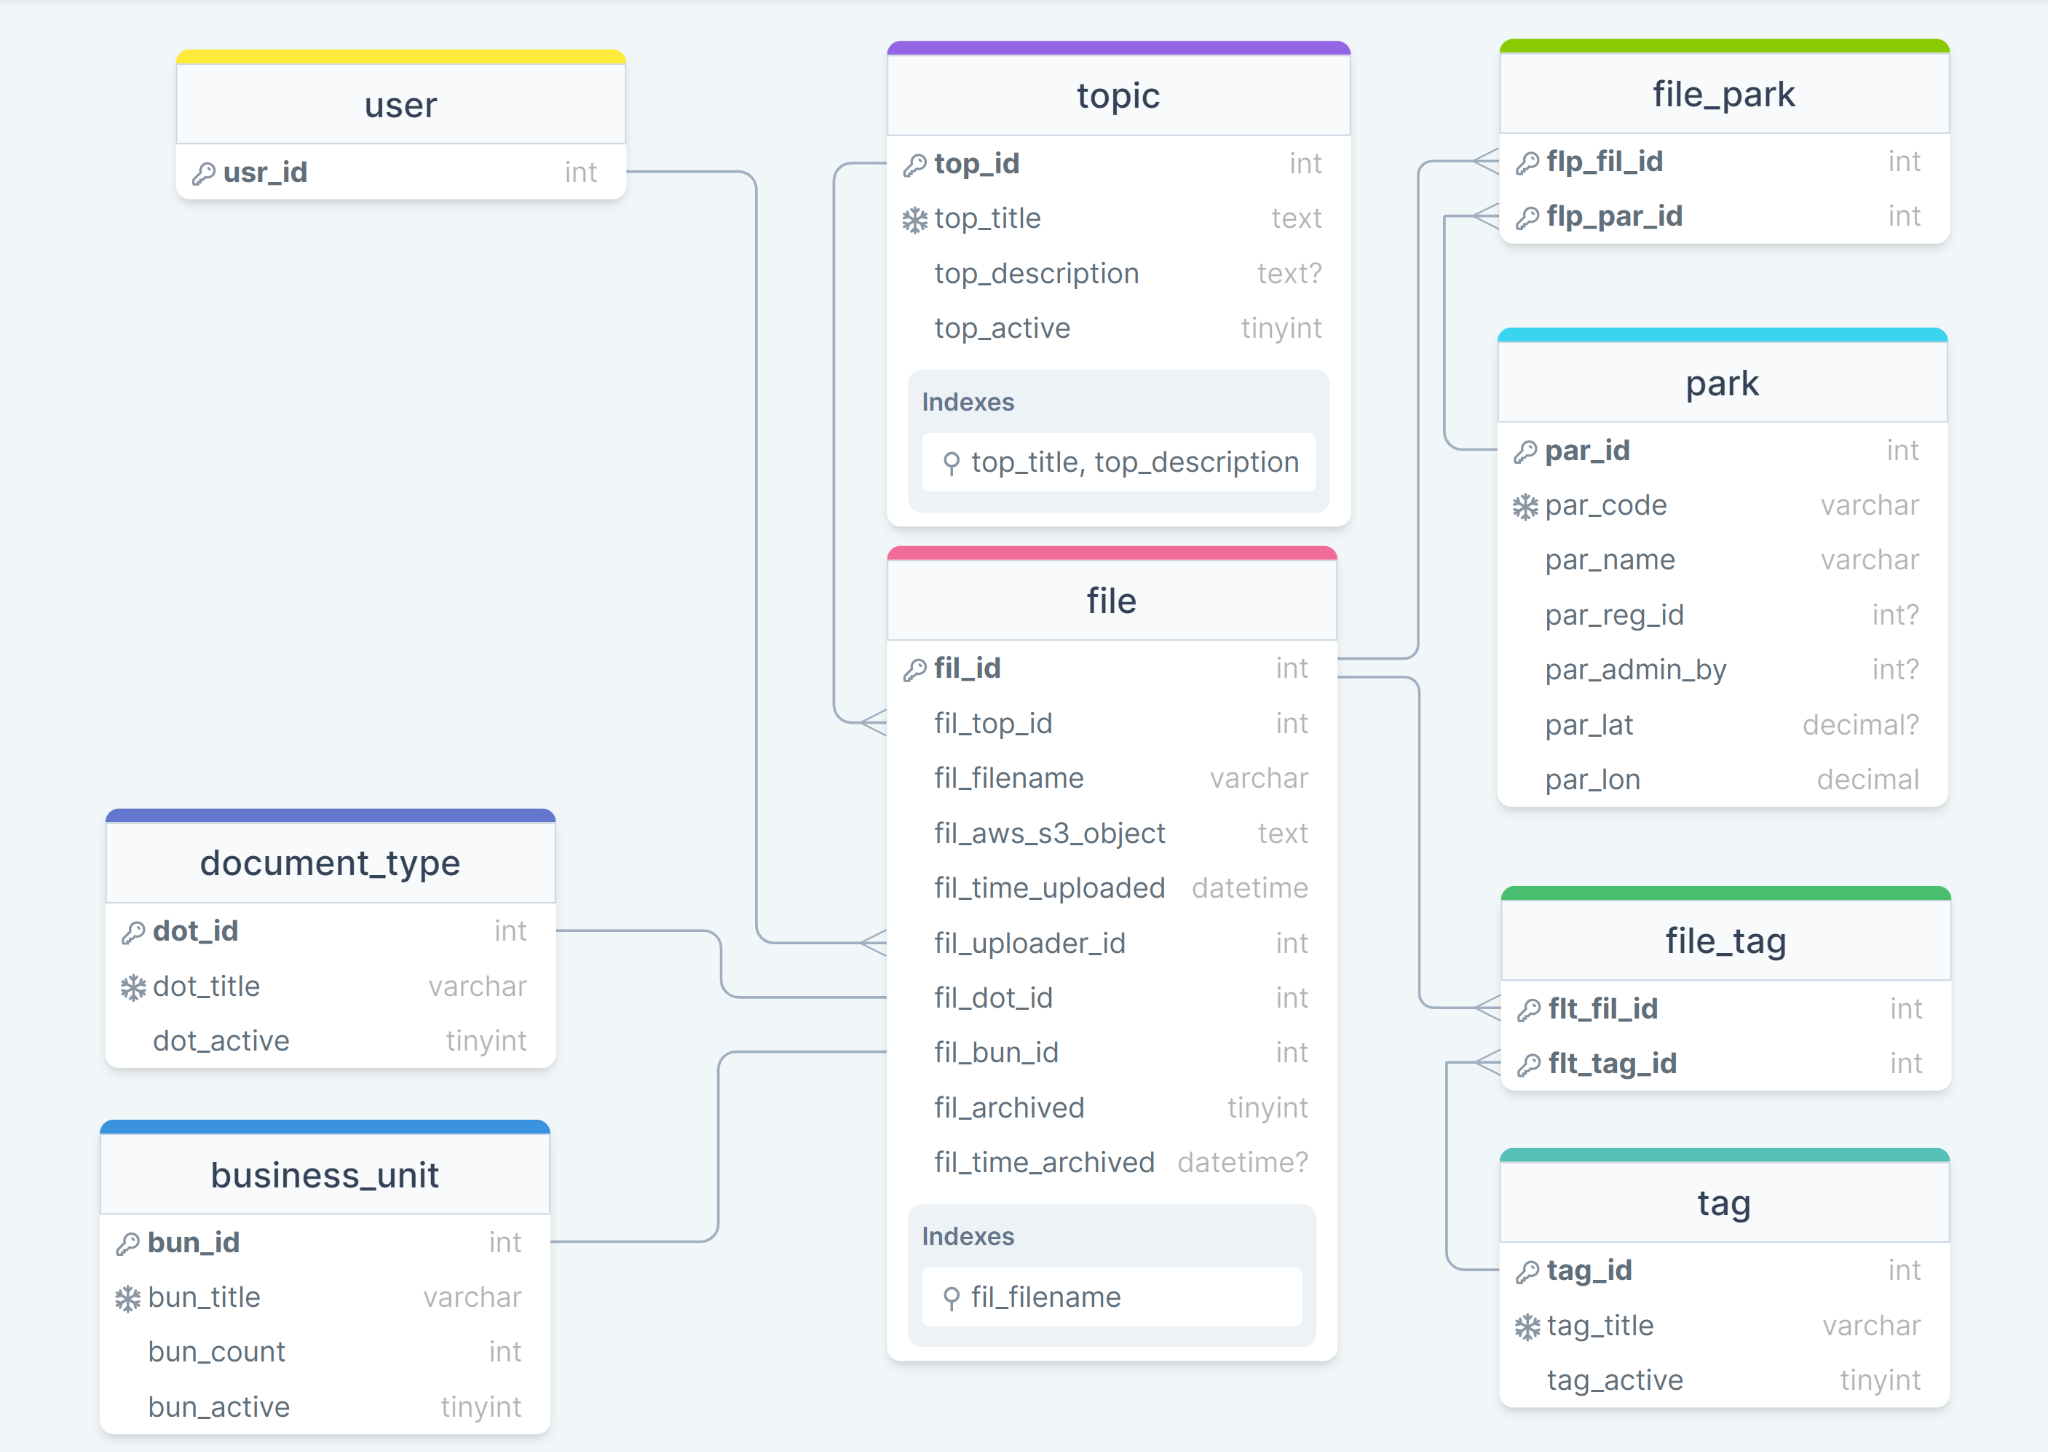 user
usr_id int
topic
top_id int
top_title text
top_description text?
top_active tinyint
Indexes
top_title, top_description
file_park
flp_fil_id int
flp_par_id int
park
par_id int
par_code varchar
par_name varchar
par_reg_id int?
par_admin_by int?
par_lat decimal?
par_lon decimal
file
fil_id int
fil_top_id int
fil_filename varchar
fil_aws_s3_object text
fil_time_uploaded datetime
fil_uploader_id int
fil_dot_id int
fil_bun_id int
fil_archived tinyint
fil_time_archived datetime?
Indexes
fil_filename
document_type
dot_id int
dot_title varchar
dot_active tinyint
business_unit
bun_id int
bun_title varchar
bun_count int
bun_active tinyint
file_tag
flt_fil_id int
flt_tag_id int
tag
tag_id int
tag_title varchar
tag_active tinyint